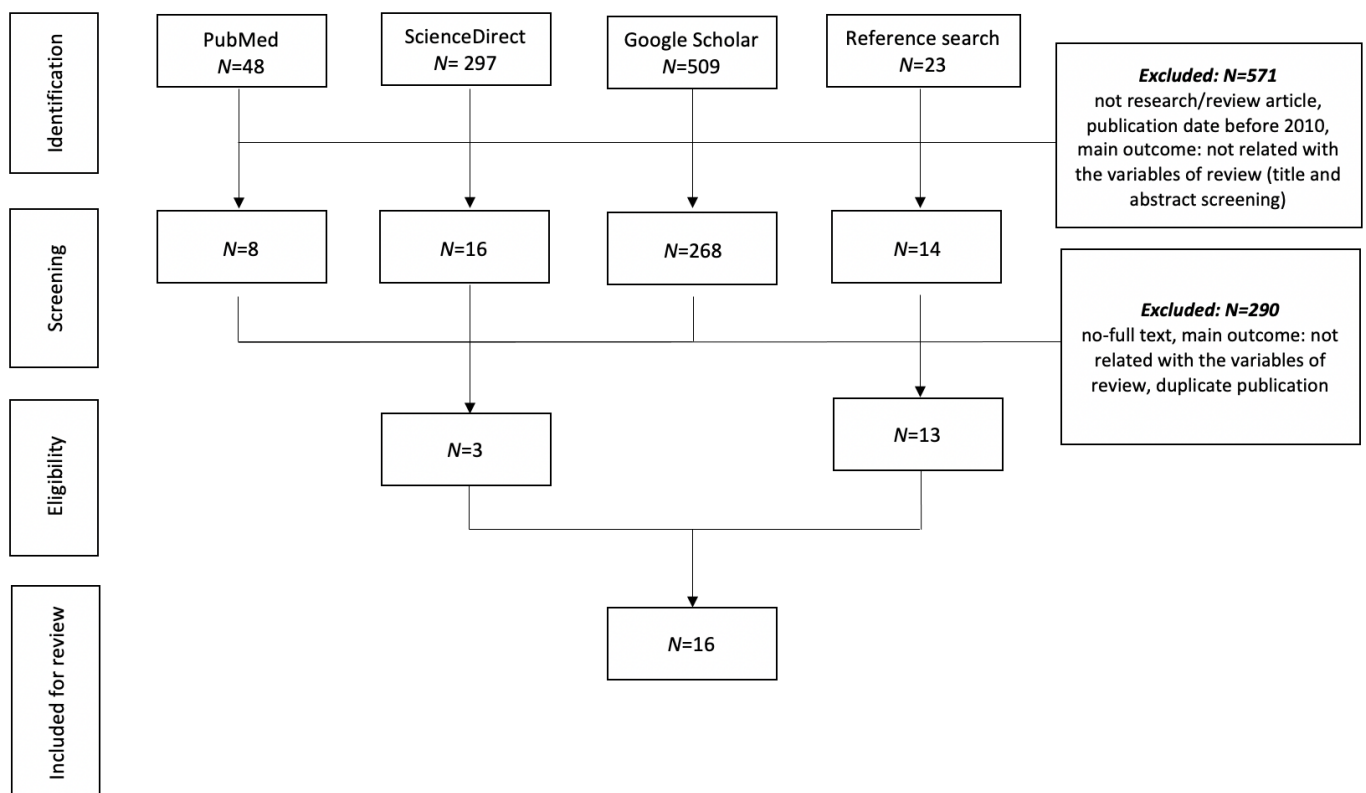 Identification
PubMed
N=48
ScienceDirect
N= 297
Google Scholar
N=509
Reference search
N=23
Excluded: N=571
not research/review article,
publication date before 2010,
main outcome: not related with
the variables of review (title and
abstract screening)
Screening
N=8
N=16
N=268
N=14
Excluded: N=290
no-full text, main outcome: not
related with the variables of
review, duplicate publication
Eligibility
N=3
N=13
Included for review
N=16